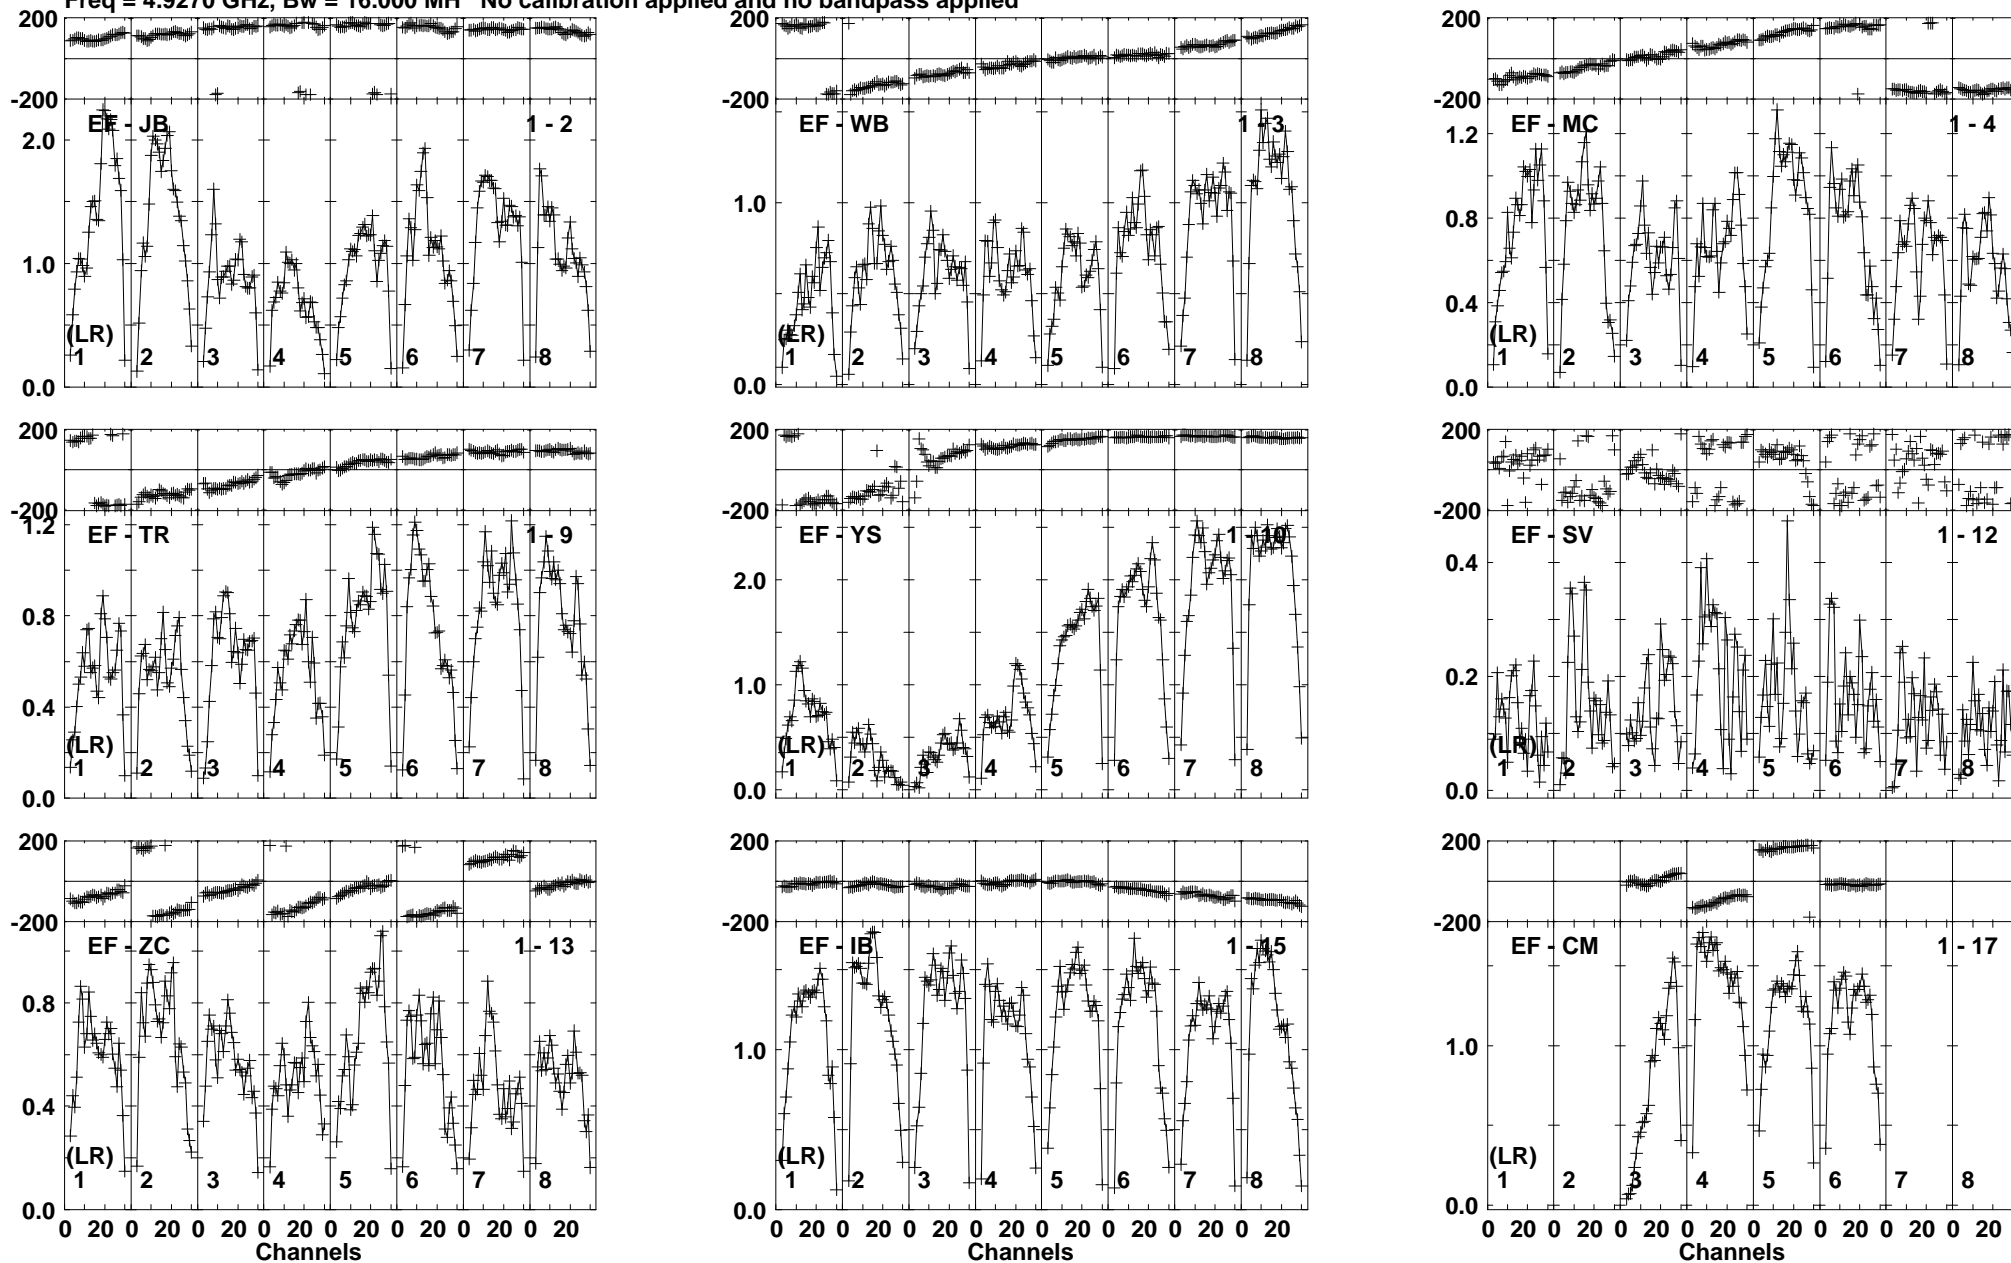 Freq = 4.9270 GHz, Bw = 16.000 MH No calibration applied and no bandpass applied
200 200 200
-200 -200 -200
EF - JB 1 - 2 EF - WB 1 - 3 EF - MC 1 - 4
2.0 1.2
1.0 1.0 0.8
0.4
(LR) (LR) (LR)
1 2 3 4 5 6 7 8 1 2 3 4 5 6 7 8 1 2 3 4 5 6 7 8
0.0 0.0 0.0
200 200 200
-200 -200 -200
EF - TR 1 - 9 EF - YS 1 - 10 EF - SV 1 - 12
1.2 2.0 0.4
0.8 1.0 0.2
0.4
(LR) (LR) (LR)
1 2 3 4 5 6 7 8 1 2 3 4 5 6 7 8 1 2 3 4 5 6 7 8
0.0 0.0 0.0
200 200 200
-200 -200 -200
EF - ZC 1 - 13 EF - IB 1 - 15 EF - CM 1 - 17
0.8 1.0 1.0
0.4
(LR) (LR) (LR)
1 2 3 4 5 6 7 8 1 2 3 4 5 6 7 8 1 2 3 4 5 6 7 8
0.0 0.0 0.0
0 20 0 20 0 20 0 20 0 20 0 20 0 20 0 20 0 20 0 20 0 20 0 20 0 20 0 20 0 20 0 20 0 20 0 20 0 20 0 20 0 20 0 20 0 20 0 20
Channels Channels Channels